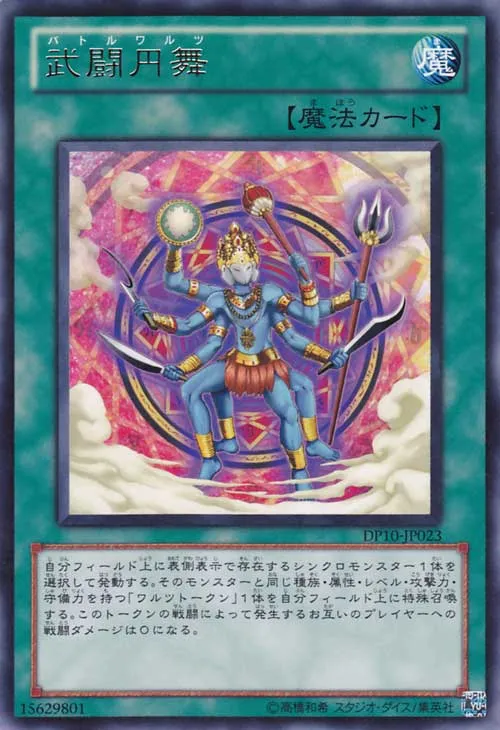 バトルワルツ
武闘円舞
魔
まほう
【魔法カード】
DP10-JP023
自分フィールド上に表側表示で存在するシンクロモンスター1体を
選択して発動する。そのモンスターと同じ種族・属性・レベル・攻撃力・
守備力を持つ「ワルツトークン」1体を自分フィールド上に特殊召喚
する。このトークンの戦闘によって発生するお互いのプレイヤーへの
戦闘ダメージは0になる。
15629801
©高橋和希 スタジオ・ダイス/集英社